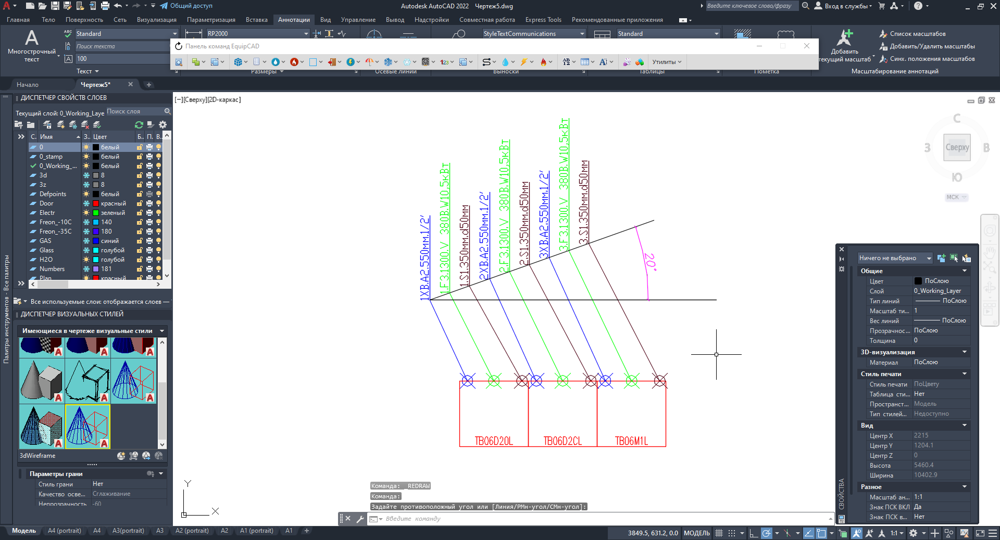 Общий доступ
Autodesk AutoCAD 2022 Чертеж5.dwg
Введите ключевое слово/фразу
Вход в службы
Главная Тело Поверхность Сеть Визуализация Параметризация Вставка Аннотации Вид Управление Вывод Надстройки Совместная работа Express Tools Рекомендованные приложения
Многострочный текст
Standard
Поиск текста
100
Текст
RP2000
Размеры
Осевые линии
StyleTextCommunications
Выноски
Standard
Таблицы
Пометка
Добавить текущий масштаб
Список масштабов
Добавить/Удалить масштабы
Синх. положения масштаба
Масштабирование аннотаций
Панель команд EquipCAD
Утилиты
Начало
Чертеж5*
ДИСПЕТЧЕР СВОЙСТВ СЛОЕВ
Текущий слой: 0_Working_Laye
Поиск слоя
С. Имя З.. Цвет Б.. П.. В..
0 белый
0_stamp белый
0_Working_... белый
3d 8
3z 8
Defpoints белый
Door красный
Electr зеленый
Freon_-10C 140
Freon_-35C 180
GAS синий
Glass голубой
H2O голубой
Numbers 181
Plan красный
Все используемые слои: отображается слоев —
ДИСПЕТЧЕР ВИЗУАЛЬНЫХ СТИЛЕЙ
Имеющиеся в чертеже визуальные стили
3dWireframe
Параметры грани
Стиль грани Нет
Качество осве... Сглаживание
Непрозрачность -60
Палитры инструментов - Все палитры
[−][Сверху][2D-каркас]
1ХВ.А2.550мм.1/2'
1.F3.1300.V 380В.W10,5кВт
1.S1.350мм.d50мм
2ХВ.А2.550мм.1/2'
2.F3.1300.V 380В.W10,5кВт
2.S1.350мм.d50мм
3ХВ.А2.550мм.1/2'
3.F3.1300.V 380В.W10,5кВт
3.S1.350мм.d50мм
20°
TB06D20L
TB06D2CL
TB06M1L
С
З
Сверху
В
Ю
МСК
Y
X
Команда: _REDRAW
Команда:
Задайте противоположный угол или [Линия/РМн-угол/СМн-угол]:
Введите команду
Ничего не выбрано
Общие
Цвет ПоСлою
Слой 0_Working_Layer
Тип линий ПоСлою
Масштаб ти... 1
Вес линий ПоСлою
Прозрачнос... ПоСлою
Толщина 0
3D-визуализация
Материал ПоСлою
Стиль печати
Стиль печати ПоЦвету
Таблица сти... Нет
Пространст... Модель
Тип стилей... Недоступно
Вид
Центр X 2215
Центр Y 1204.1
Центр Z 0
Высота 5460.4
Ширина 10402.9
Разное
Масштаб ан... 1:1
Знак ПСК ВКЛ Да
Знак ПСК в... Нет
СВОЙСТВА
Модель A4 (portrait) A4 A3(portrait) A3 A2 (portrait) A2 A1 (portrait) A1
3849.5, 631.2, 0.0 МОДЕЛЬ
1:1